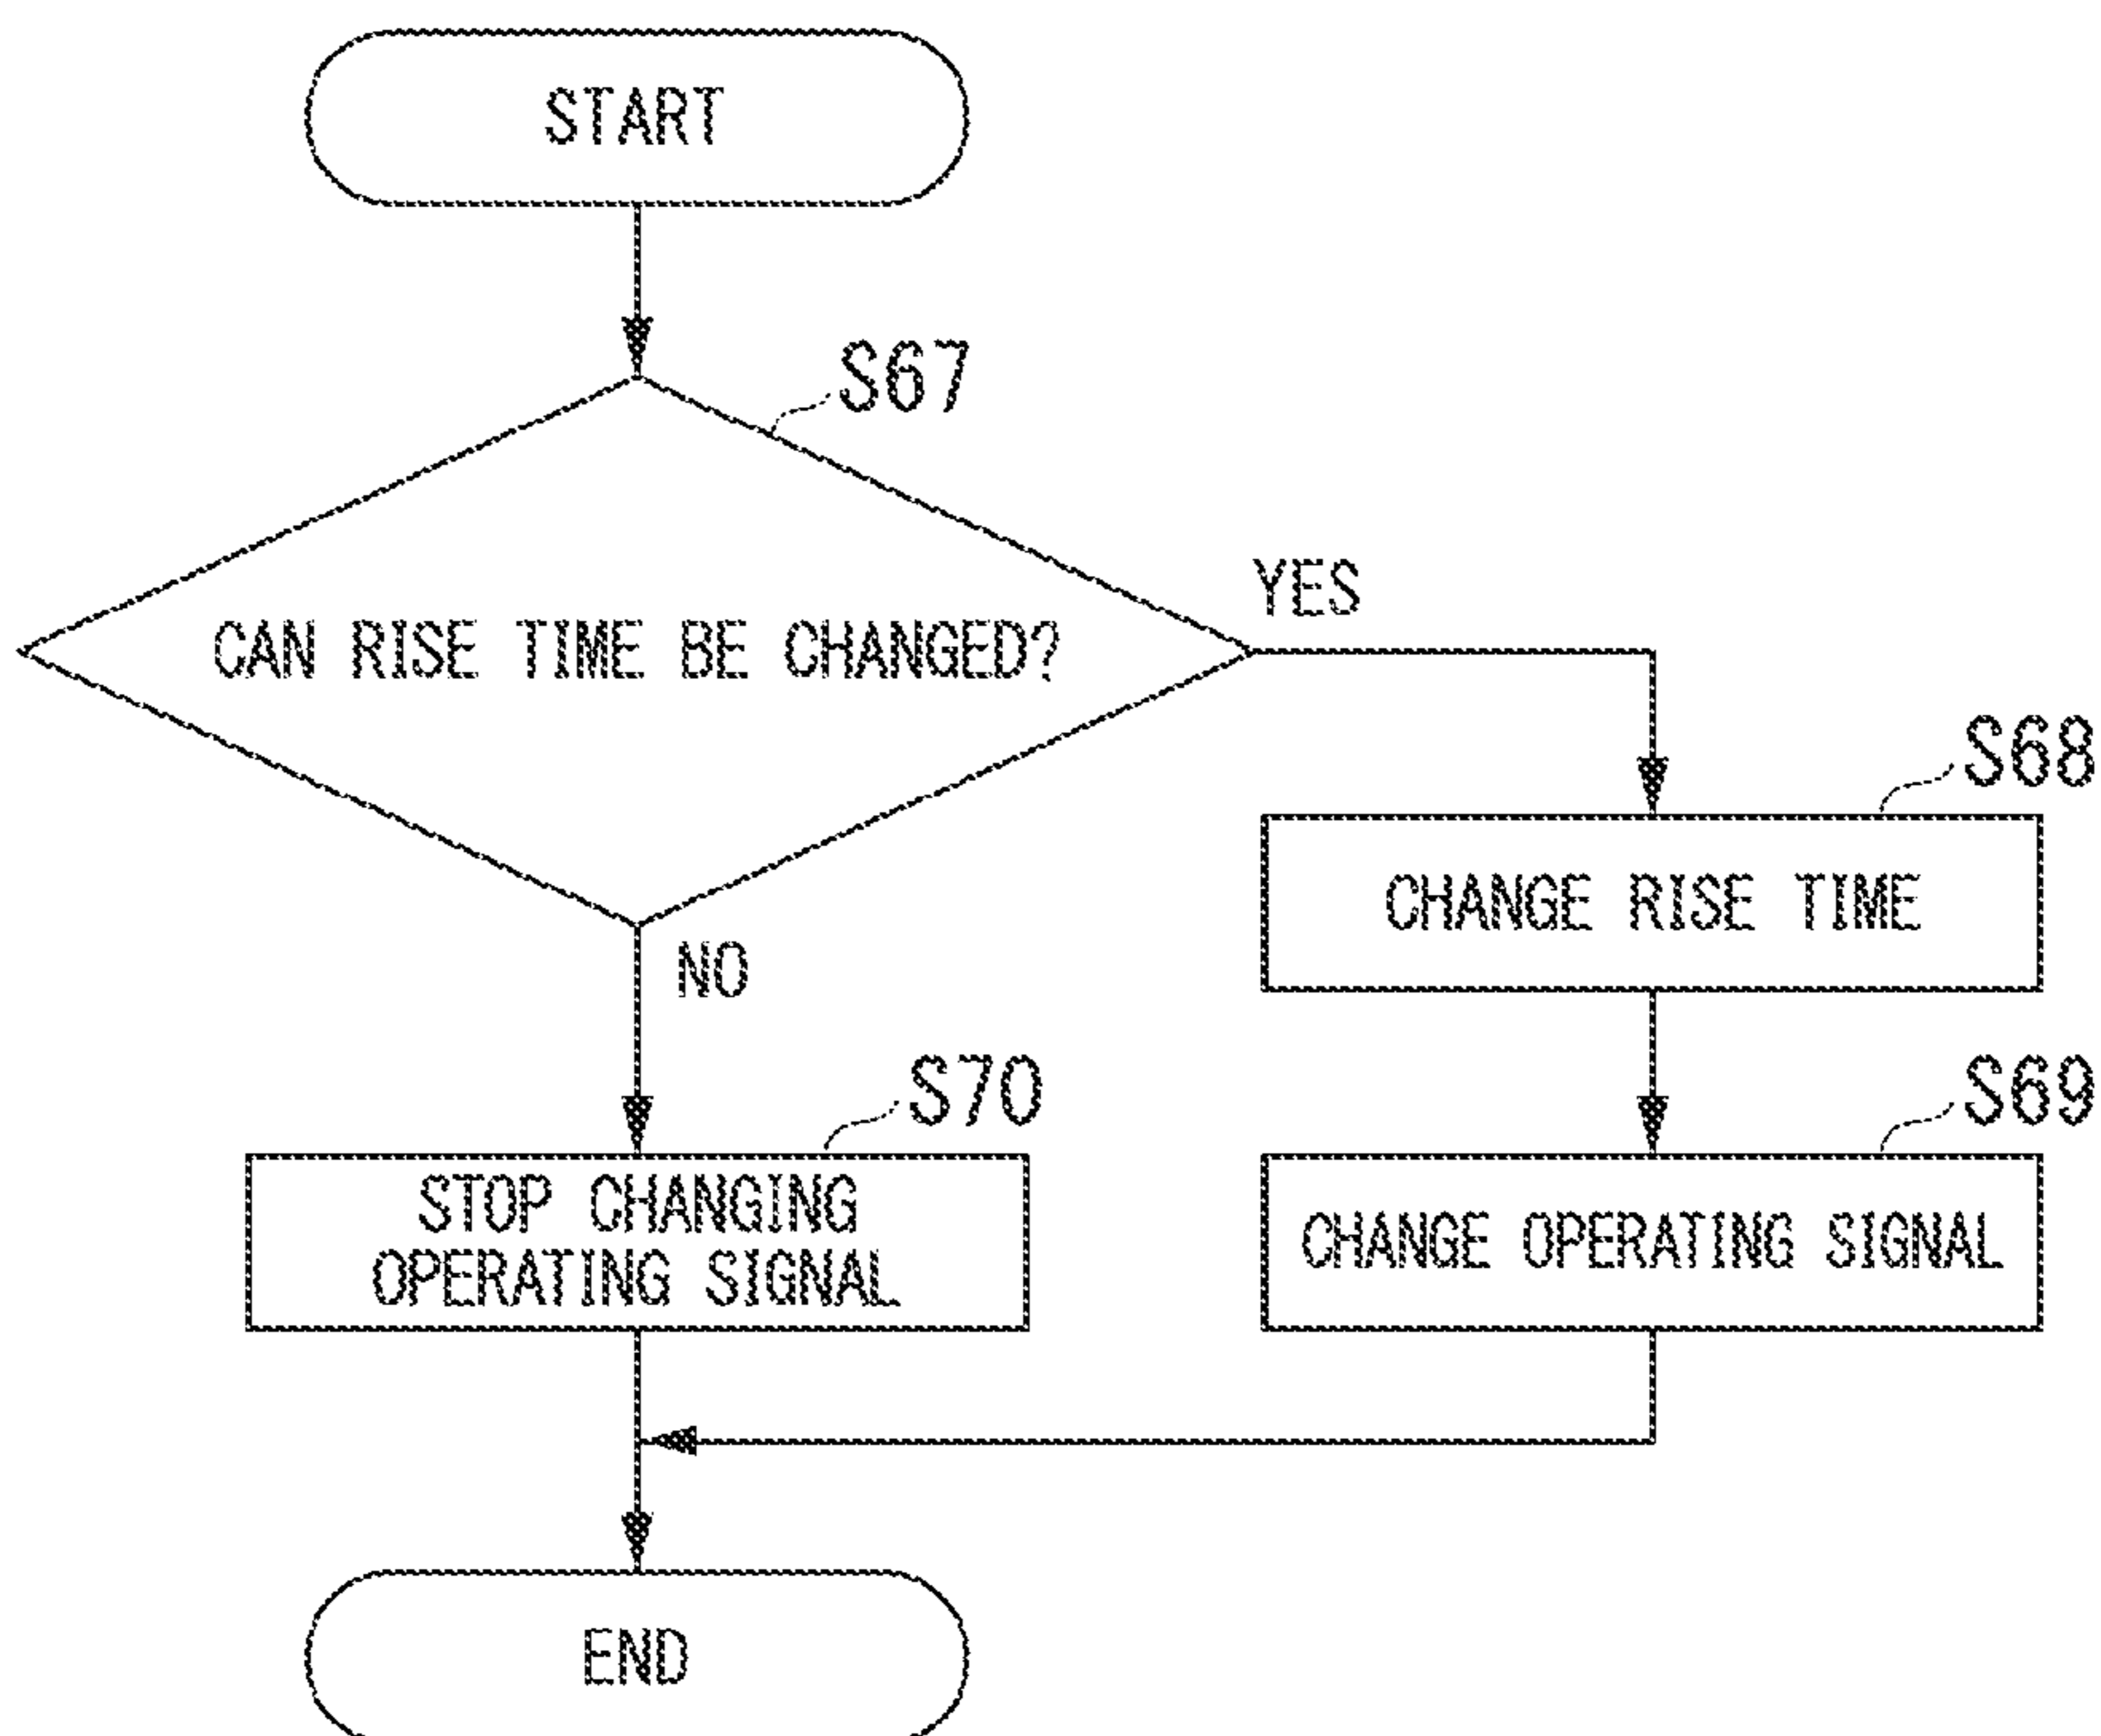 START
S67
CAN RISE TIME BE CHANGED?
YES
S68
CHANGE RISE TIME
NO
S70
STOP CHANGING
OPERATING SIGNAL
S69
CHANGE OPERATING SIGNAL
END